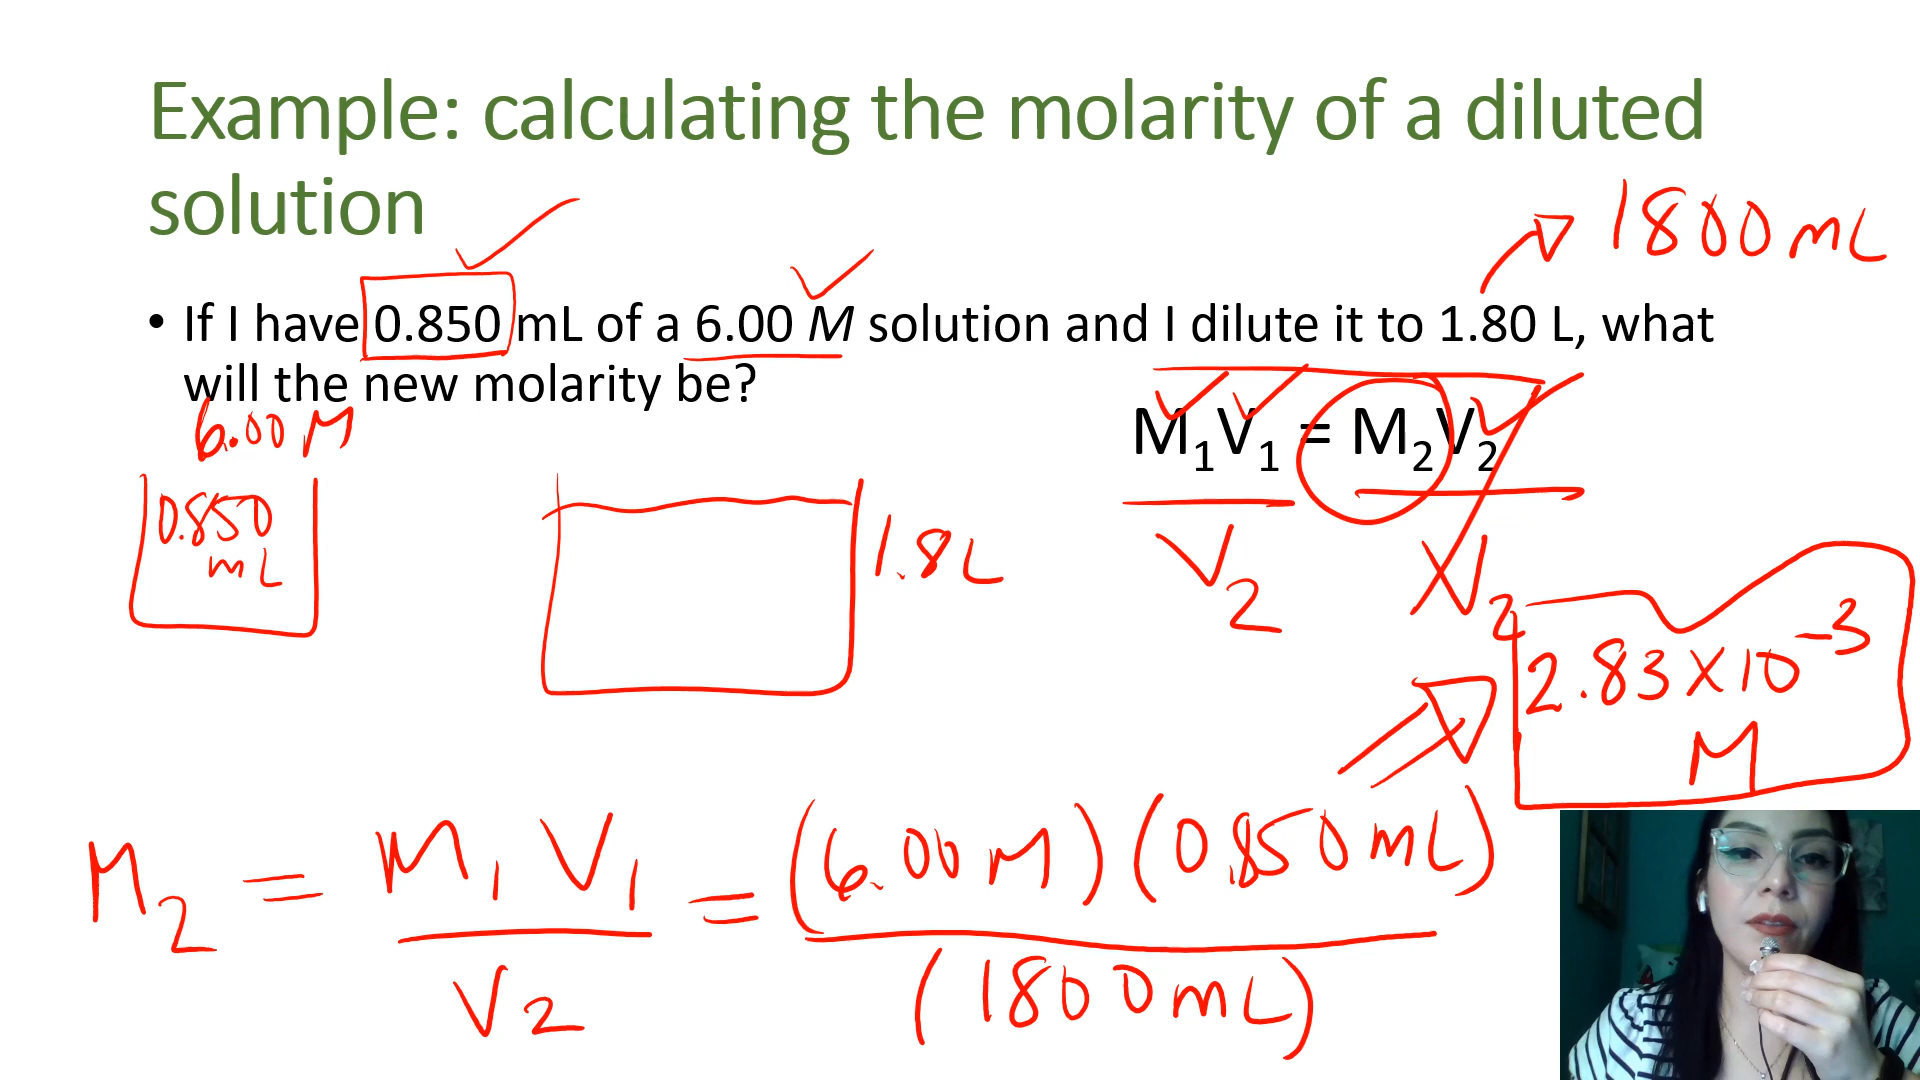 Example: calculating the molarity of a diluted
solution
1800 mL
• If I have 0.850 mL of a 6.00 M solution and I dilute it to 1.80 L, what
will the new molarity be?
6.00 M
M₁V₁ = M₂V₂
V₂ V₂
0.850
mL
1.8L
2.83 x 10⁻³
M
M₂ = M₁ V₁ = (6.00 M) (0.850 mL)
V₂ (1800 mL)